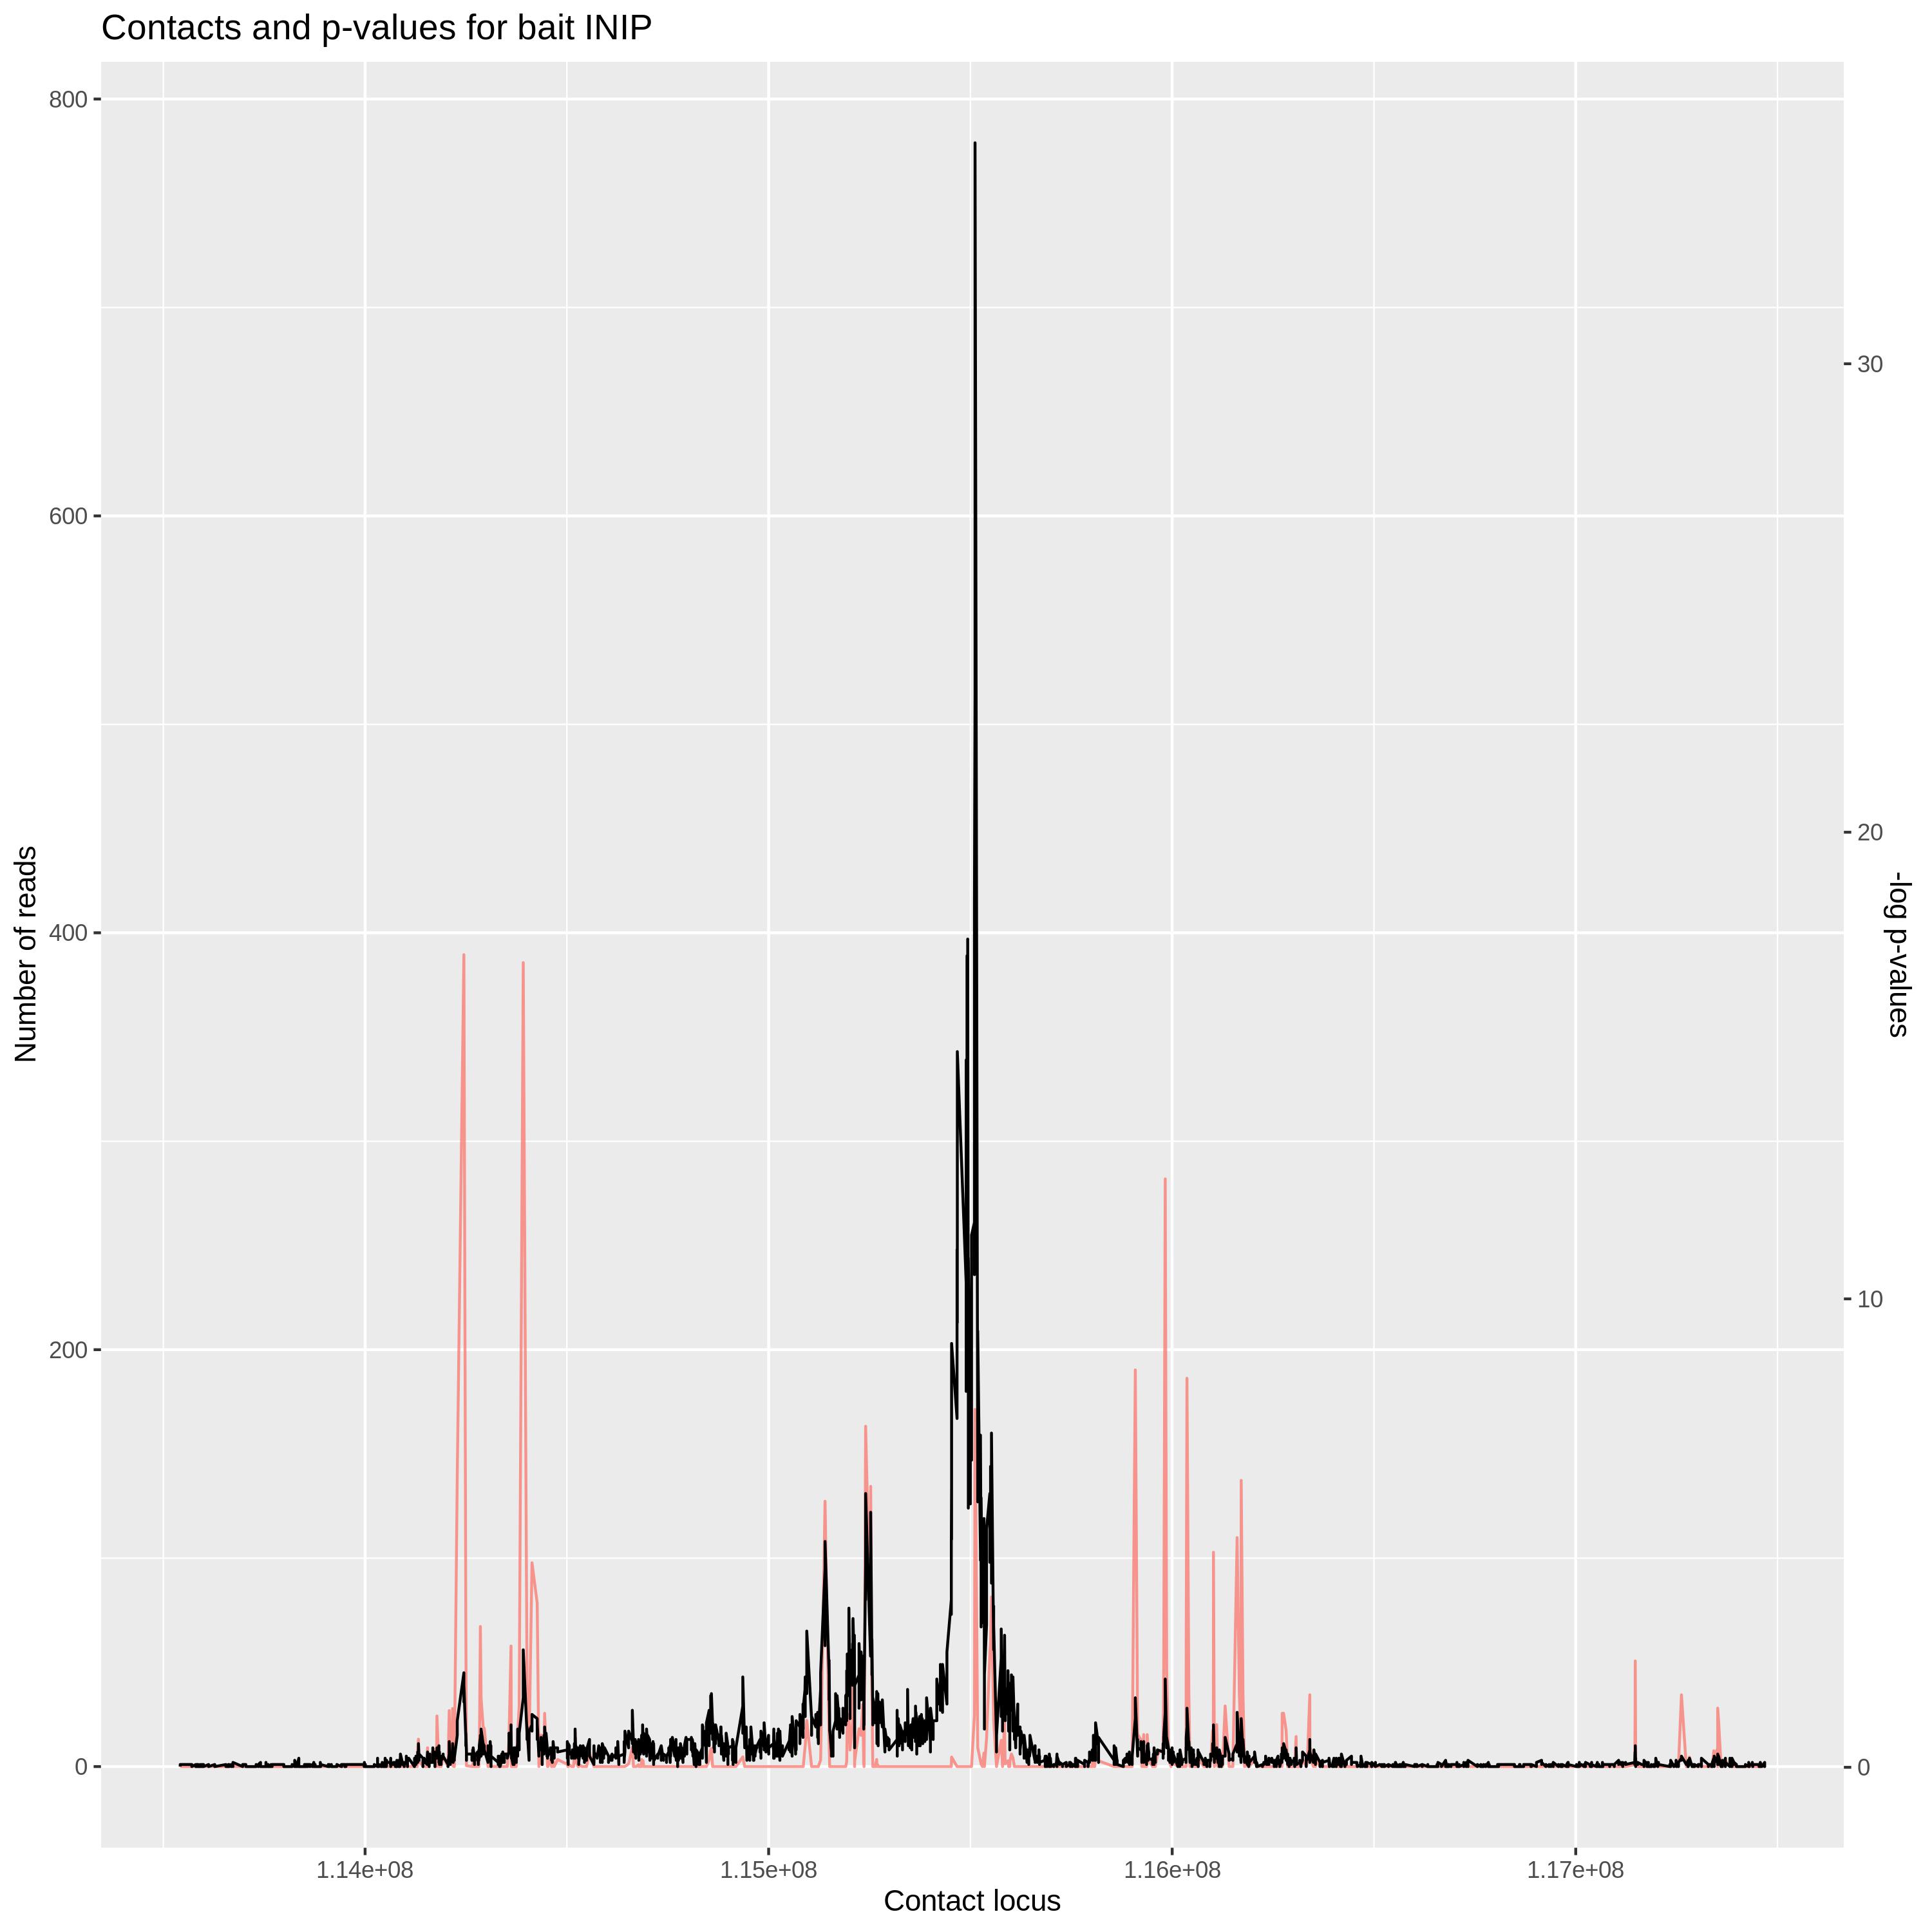 Contacts and p-values for bait INIP
800
600
400
200
0
Number of reads
30
20
10
0
-log p-values
1.14e+08
1.15e+08
1.16e+08
1.17e+08
Contact locus